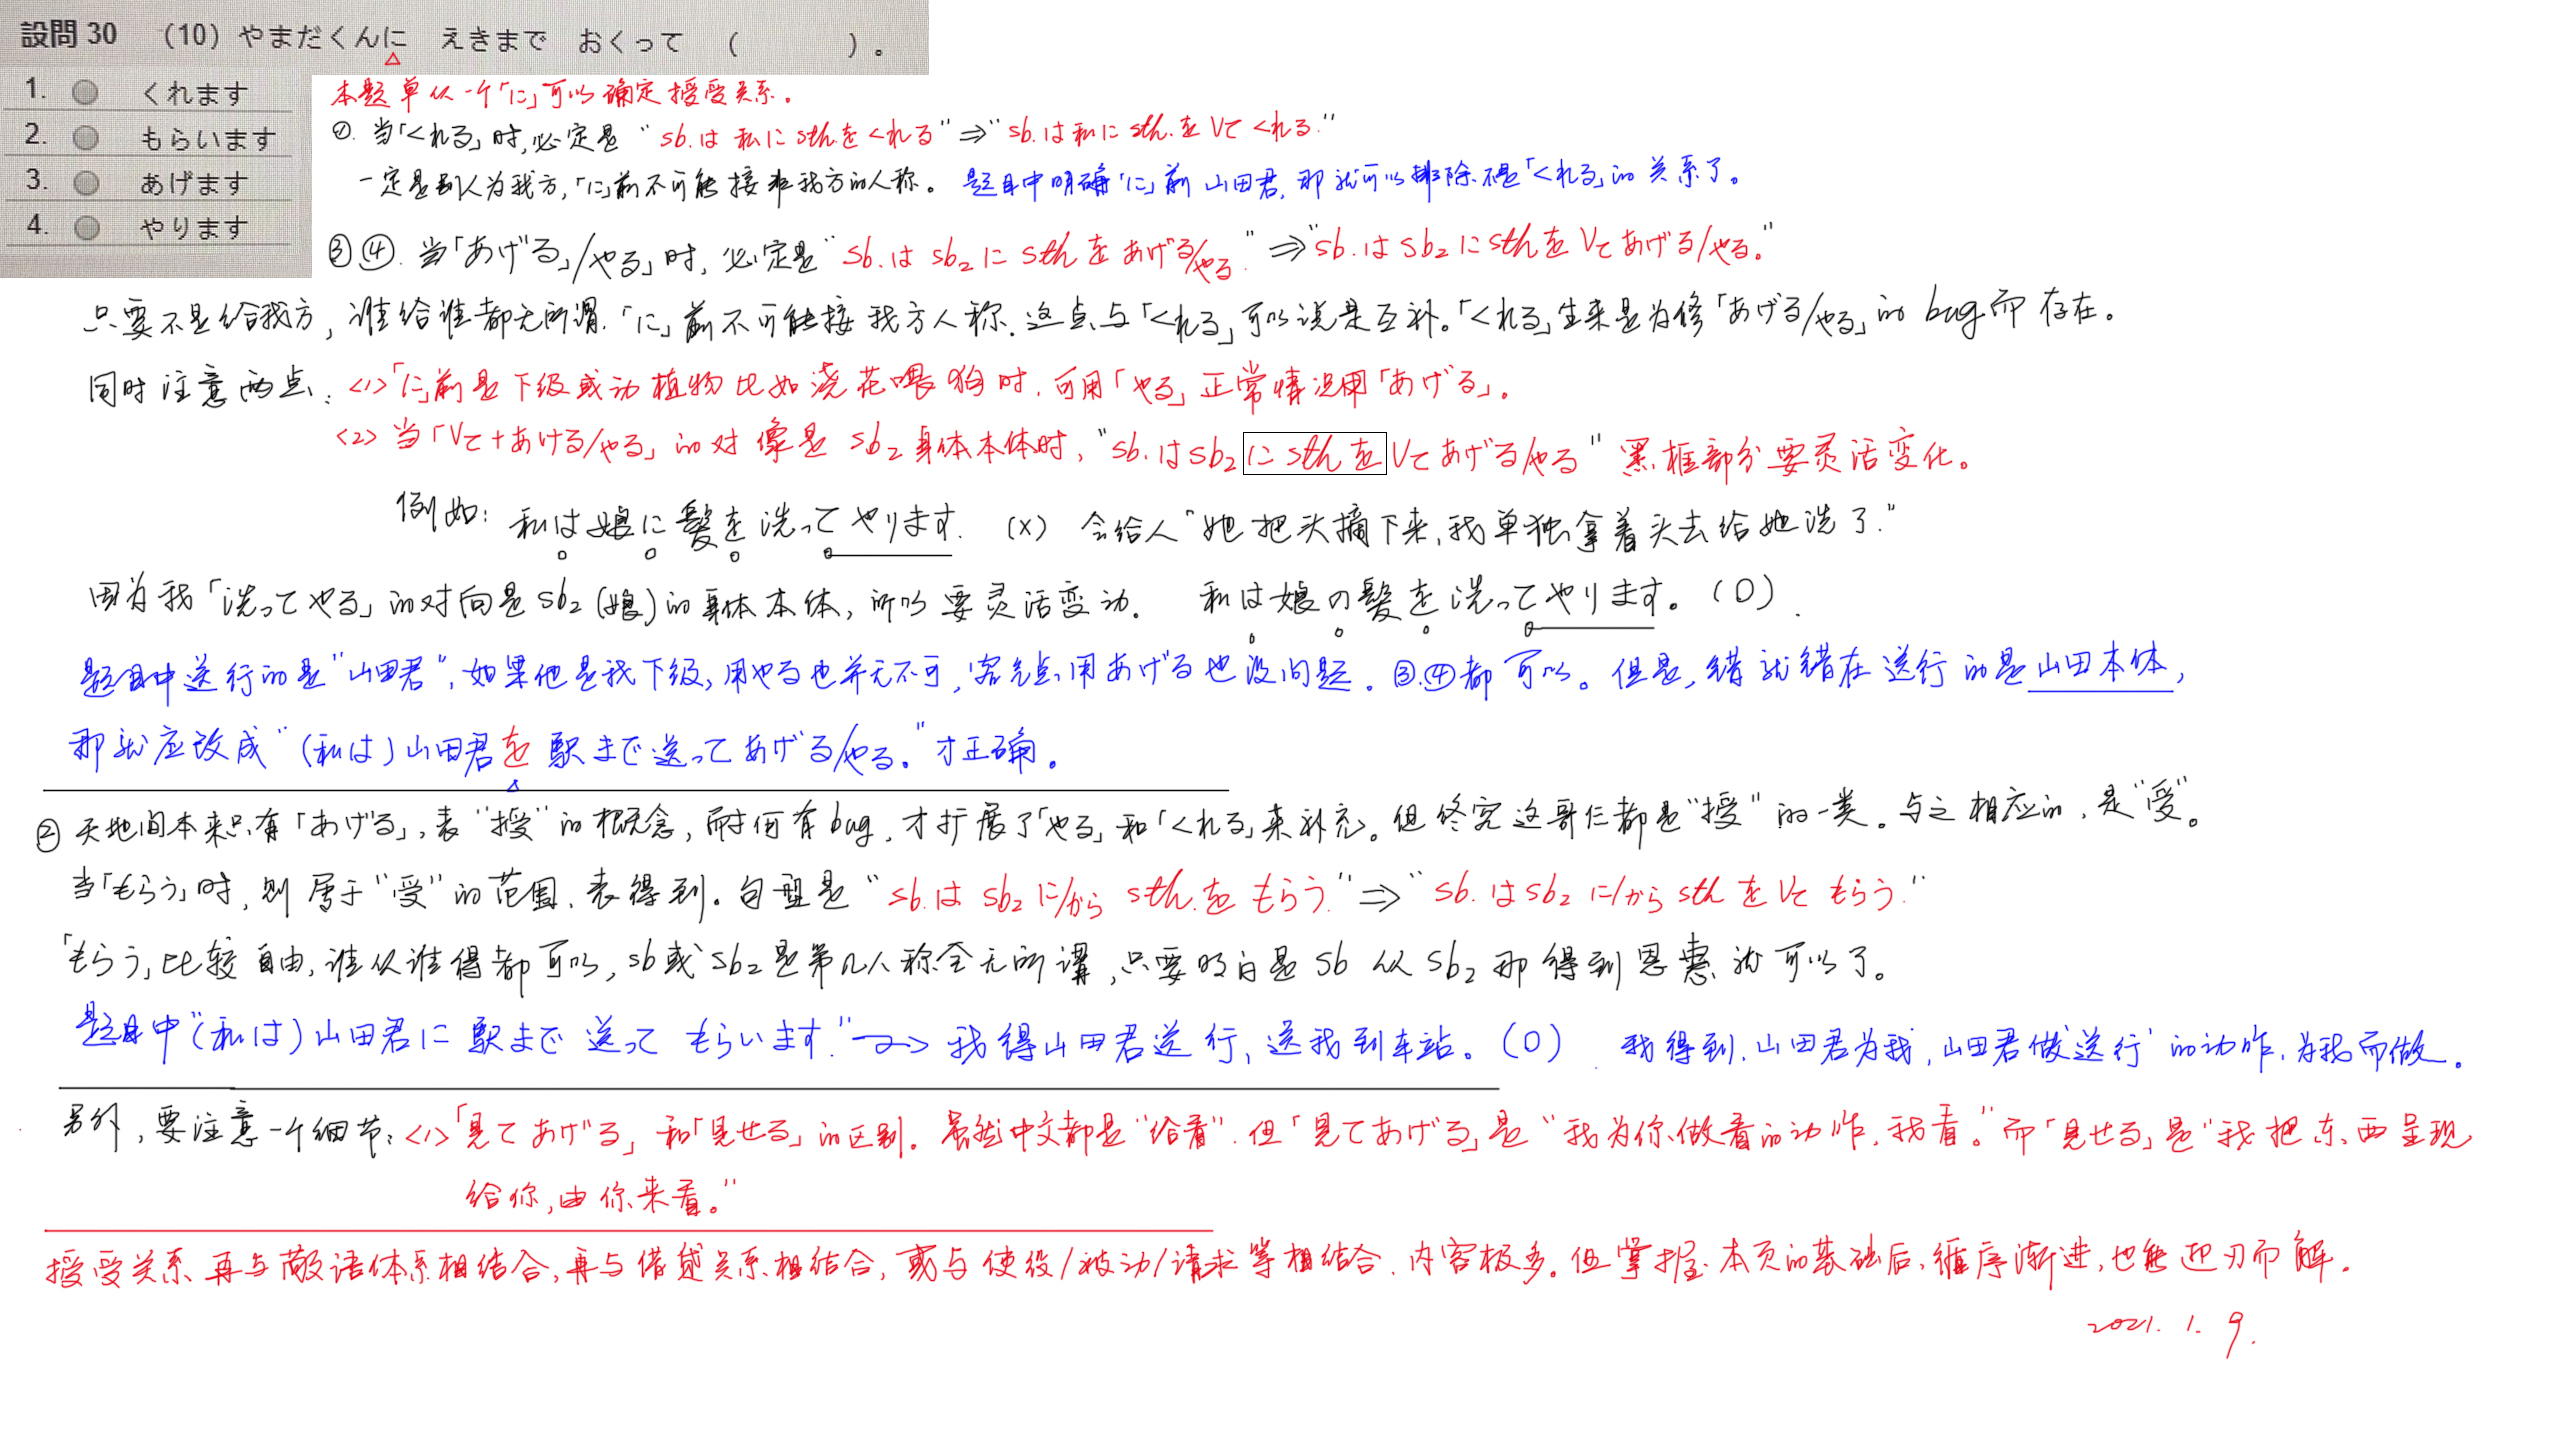 設問 30 (10) やまだくんに えきまで おくって ( )。
1. くれます
2. もらいます
3. あげます
4. やります
本题单从一个「に」可以确定授受关系。
①. 当「くれる」时,必定是 "sb.は 私に sth.をくれる" ⇒ "sb.は私に sth.を Vて くれる."
一定是别人为我方,「に」前不可能接非我方的人称。 题目中明确「に」前 山田君, 那就可以排除不是「くれる」的关系了。
③④. 当「あげる」/やる」时, 必定是 "sb.は sb2 に sth を あげる/やる." ⇒ "sb.は sb2 に sth を Vてあげる/やる."
只要不是给我方, 谁给谁都无所谓.「に」前不可能接我方人称. 这点与「くれる」可以说是互补。「くれる」生来是为修「あげる/やる」的 bug而存在。
同时注意两点: <1>「に」前是下级或动植物比如浇花喂狗时, 可用「やる」正常情况用「あげる」。
<2> 当「Vて+あける/やる」的对像是 sb2 身体本体时, "sb.は sb2 に sth を Vて あげる/やる" 黑框部分要灵活变化。
例如: 私は娘に髪を洗ってやります. (×) 会给人"她把头摘下来, 我单独拿着头去给她洗了."
因为我「洗ってやる」的对向是sb2(娘)的身体本体, 所以要灵活变动. 私は娘の髪を洗ってやります。(O).
题目中送行的是"山田君", 如果他是我下级, 用やる也并无不可, 客气点用あげる也没问题. ③.④都可以。但是, 错就错在送行的是山田本体,
那就应改成"(私は)山田君を駅まで送ってあげる/やる。"才正确。
② 天地间本来只有「あげる」, 表"授"的概念, 耐何有bug, 才扩展了「やる」和「くれる」来补充。但终究这哥仨都是"授"的一类。与之相应的, 是"受"。
当「もらう」时, 则属于"受"的范围, 表得到。句型是 "sb.は sb2 に/から sth.を もらう." ⇒ "sb.は sb2 に/から sth を Vて もらう."
「もらう」比较自由, 谁从谁得都可以, sb或sb2是第几人称全无所谓, 只要明白是 sb 从 sb2 那得到恩惠就可以了。
题目中"(私は)山田君に駅まで送って もらいます." ~> 我得山田君送行, 送我到车站。(O). 我得到, 山田君为我, 山田君做'送行'的动作, 为我而做。
另外, 要注意一个细节: <1>「見てあげる」和「見せる」的区别。虽然中文都是"给看". 但「見てあげる」是"我为你做看的动作, 我看。"而「見せる」是"我把东西呈现
给你, 由你来看。"
授受关系再与敬语体系相结合, 再与借贷关系相结合, 或与使役/被动/请求等相结合, 内容极多。但掌握本页的基础后, 循序渐进, 也能迎刃而解.
2021. 1. 9.